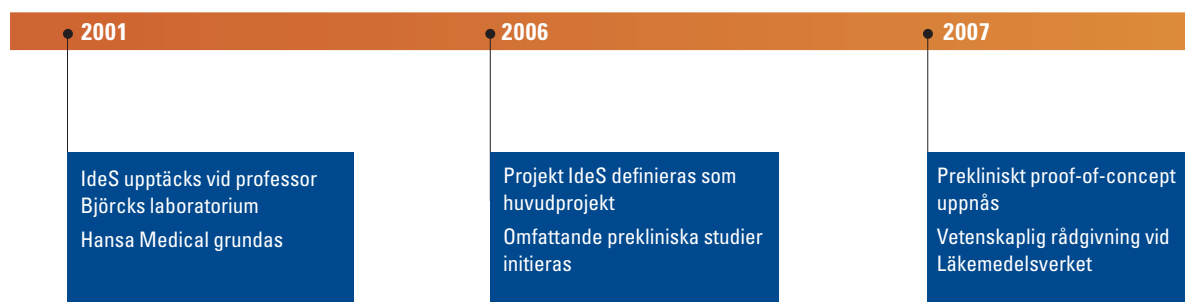 2001
2006
2007
IdeS upptäcks vid professor
Björcks laboratorium
Hansa Medical grundas
Projekt IdeS definieras som
huvudprojekt
Omfattande prekliniska studier
initieras
Prekliniskt proof-of-concept
uppnås
Vetenskaplig rådgivning vid
Läkemedelsverket